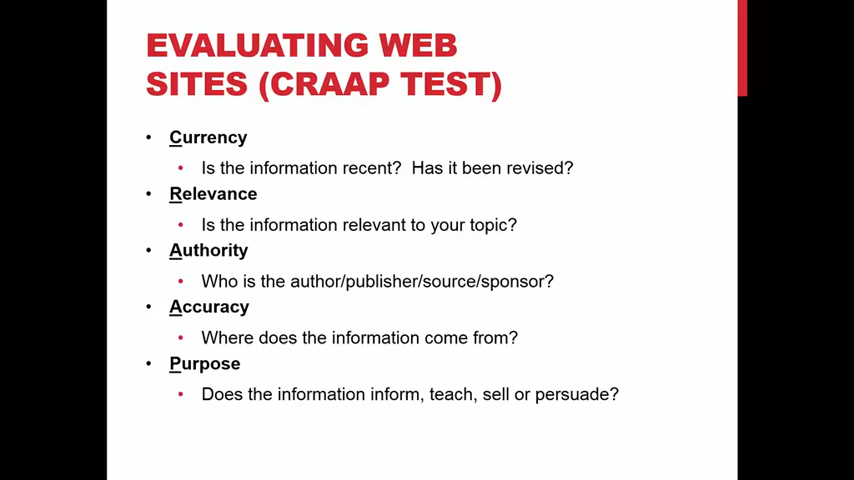 EVALUATING WEB
SITES (CRAAP TEST)
• Currency
• Is the information recent?  Has it been revised?
• Relevance
• Is the information relevant to your topic?
• Authority
• Who is the author/publisher/source/sponsor?
• Accuracy
• Where does the information come from?
• Purpose
• Does the information inform, teach, sell or persuade?